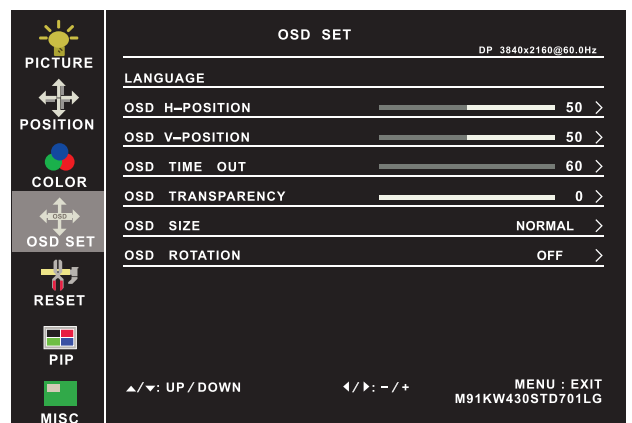 OSD SET
DP 3840x2160@60.0Hz
PICTURE
POSITION
COLOR
OSD
OSD SET
RESET
PIP
MISC
LANGUAGE
OSD H-POSITION 50 >
OSD V-POSITION 50 >
OSD TIME OUT 60 >
OSD TRANSPARENCY 0 >
OSD SIZE NORMAL >
OSD ROTATION OFF >
▲/▼: UP/DOWN ◀/▶: -/+ MENU : EXIT
M91KW430STD701LG